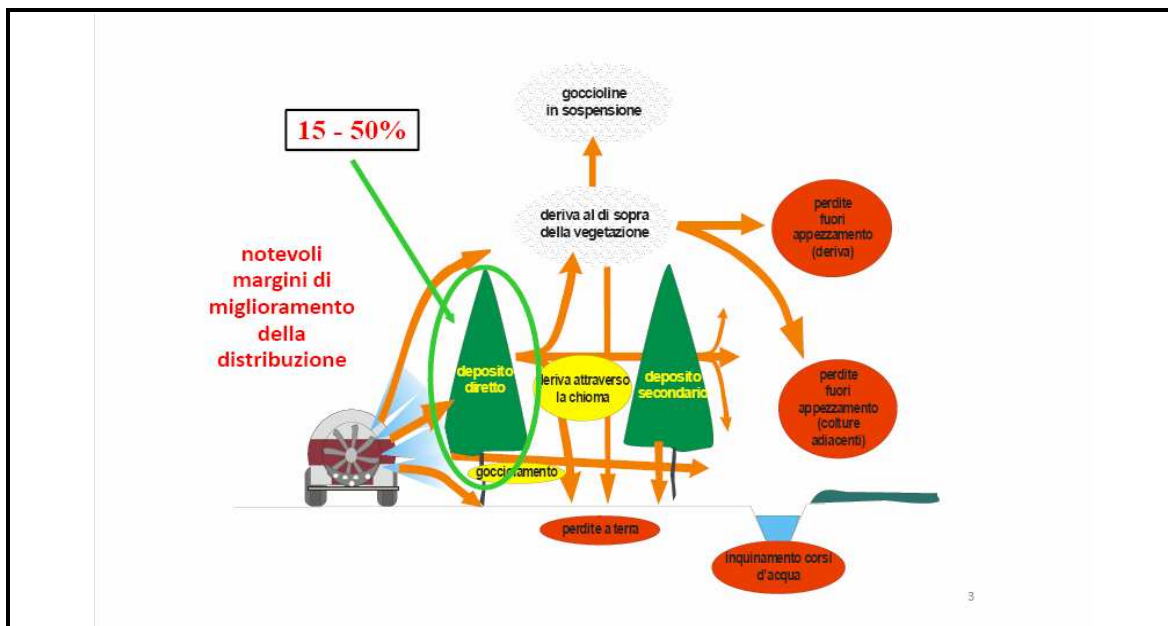 goccioline
in sospensione
15 - 50%
deriva al di sopra
della vegetazione
perdite
fuori
appezzamento
(deriva)
notevoli
margini di
miglioramento
della
distribuzione
deposito
diretto
deriva attraverso
la chioma
deposito
secondario
perdite
fuori
appezzamento
(colture
adiacenti)
gocciolamento
perdite a terra
inquinamento corsi
d'acqua
3